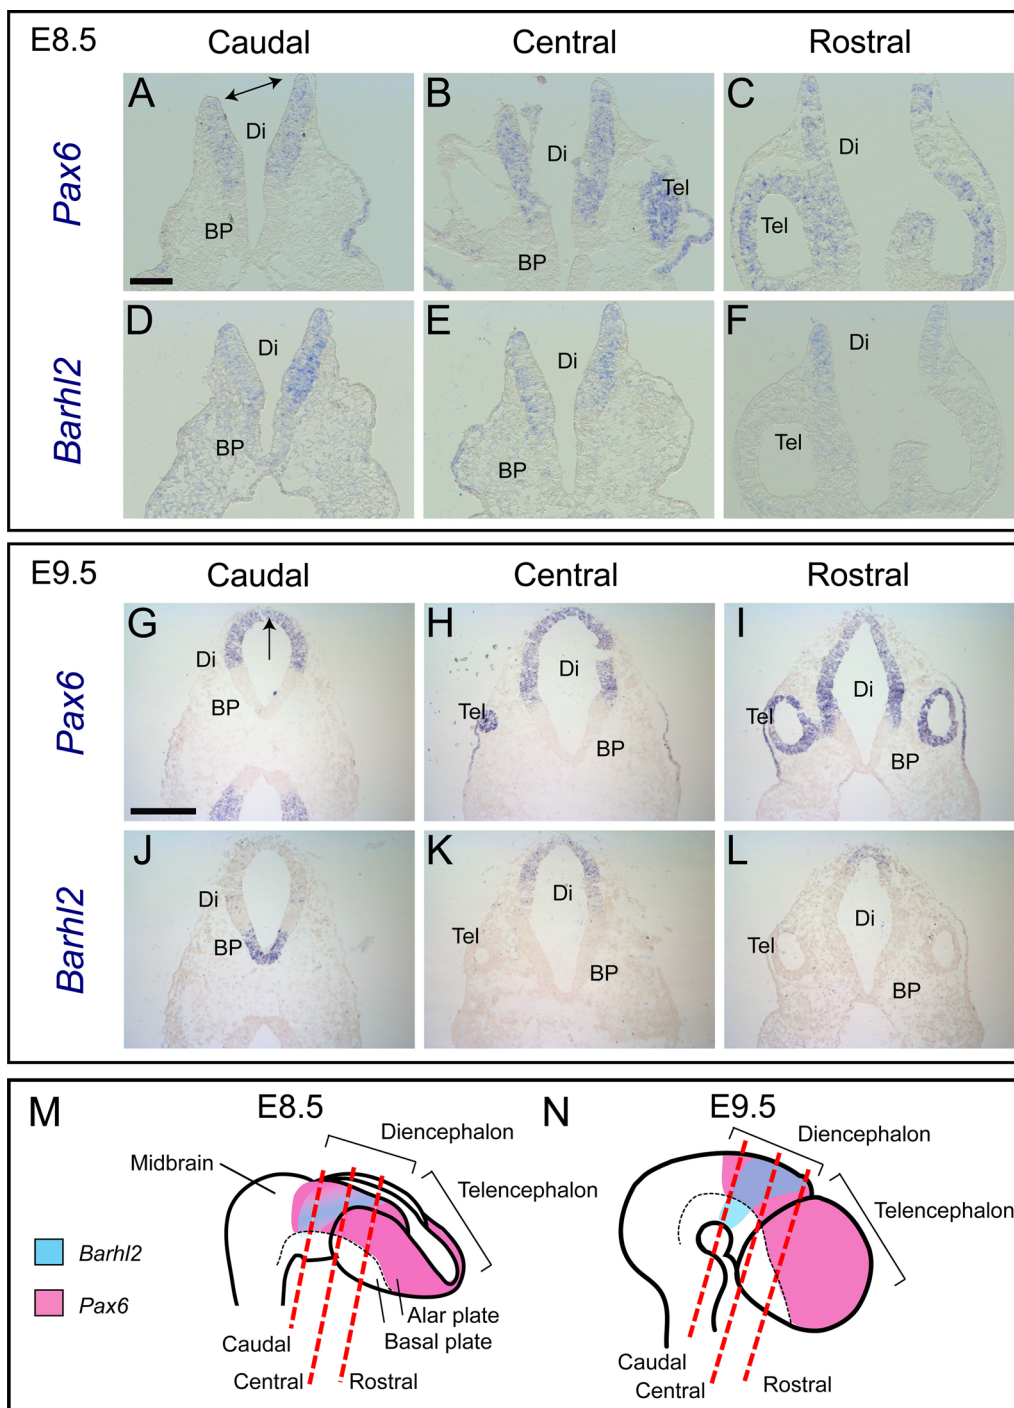 E8.5
Caudal
Central
Rostral
Pax6
A
Di
BP
B
Di
Tel
BP
C
Di
Tel
Barhl2
D
Di
BP
E
Di
BP
F
Di
Tel
E9.5
Caudal
Central
Rostral
Pax6
G
Di
BP
H
Di
Tel
BP
I
Di
Tel
BP
Barhl2
J
Di
BP
K
Di
Tel
BP
L
Di
Tel
BP
M
E8.5
Diencephalon
Midbrain
Telencephalon
Barhl2
Pax6
Alar plate
Basal plate
Caudal
Central
Rostral
N
E9.5
Diencephalon
Telencephalon
Caudal
Central
Rostral